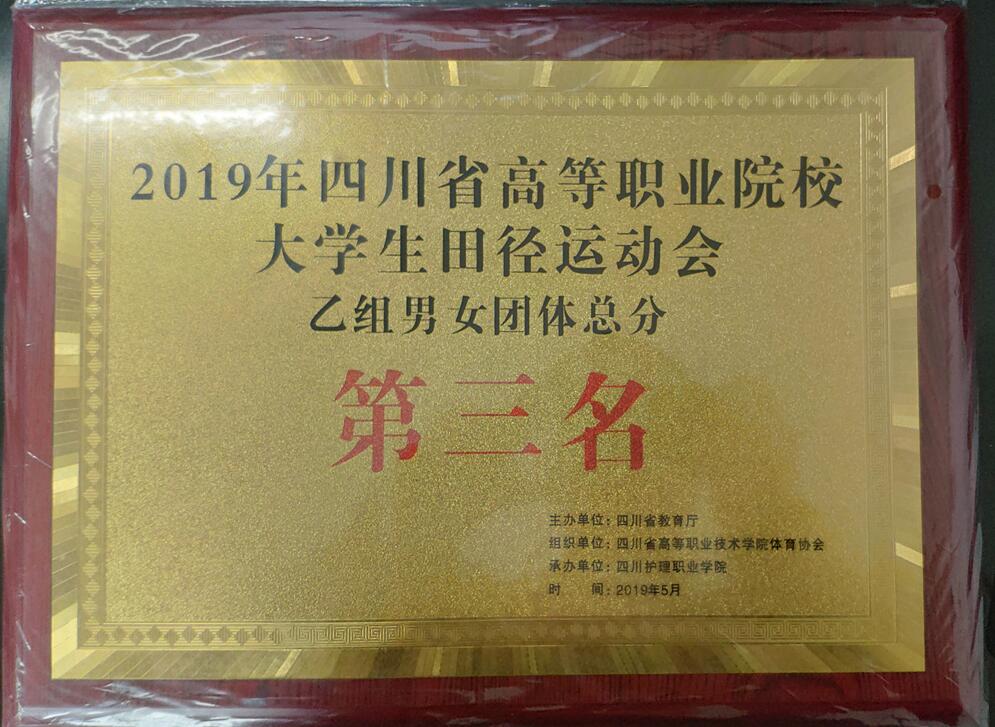 2019年四川省高等职业院校
大学生田径运动会
乙组男女团体总分
第三名
主办单位：四川省教育厅
组织单位：四川省高等职业技术学院体育协会
承办单位：四川护理职业学院
时　　间：2019年5月